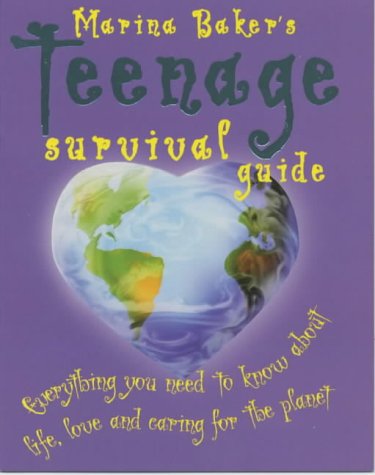 Marina Baker's
Teenage
survival
guide
Everything you need to know about
life, love and caring for the planet